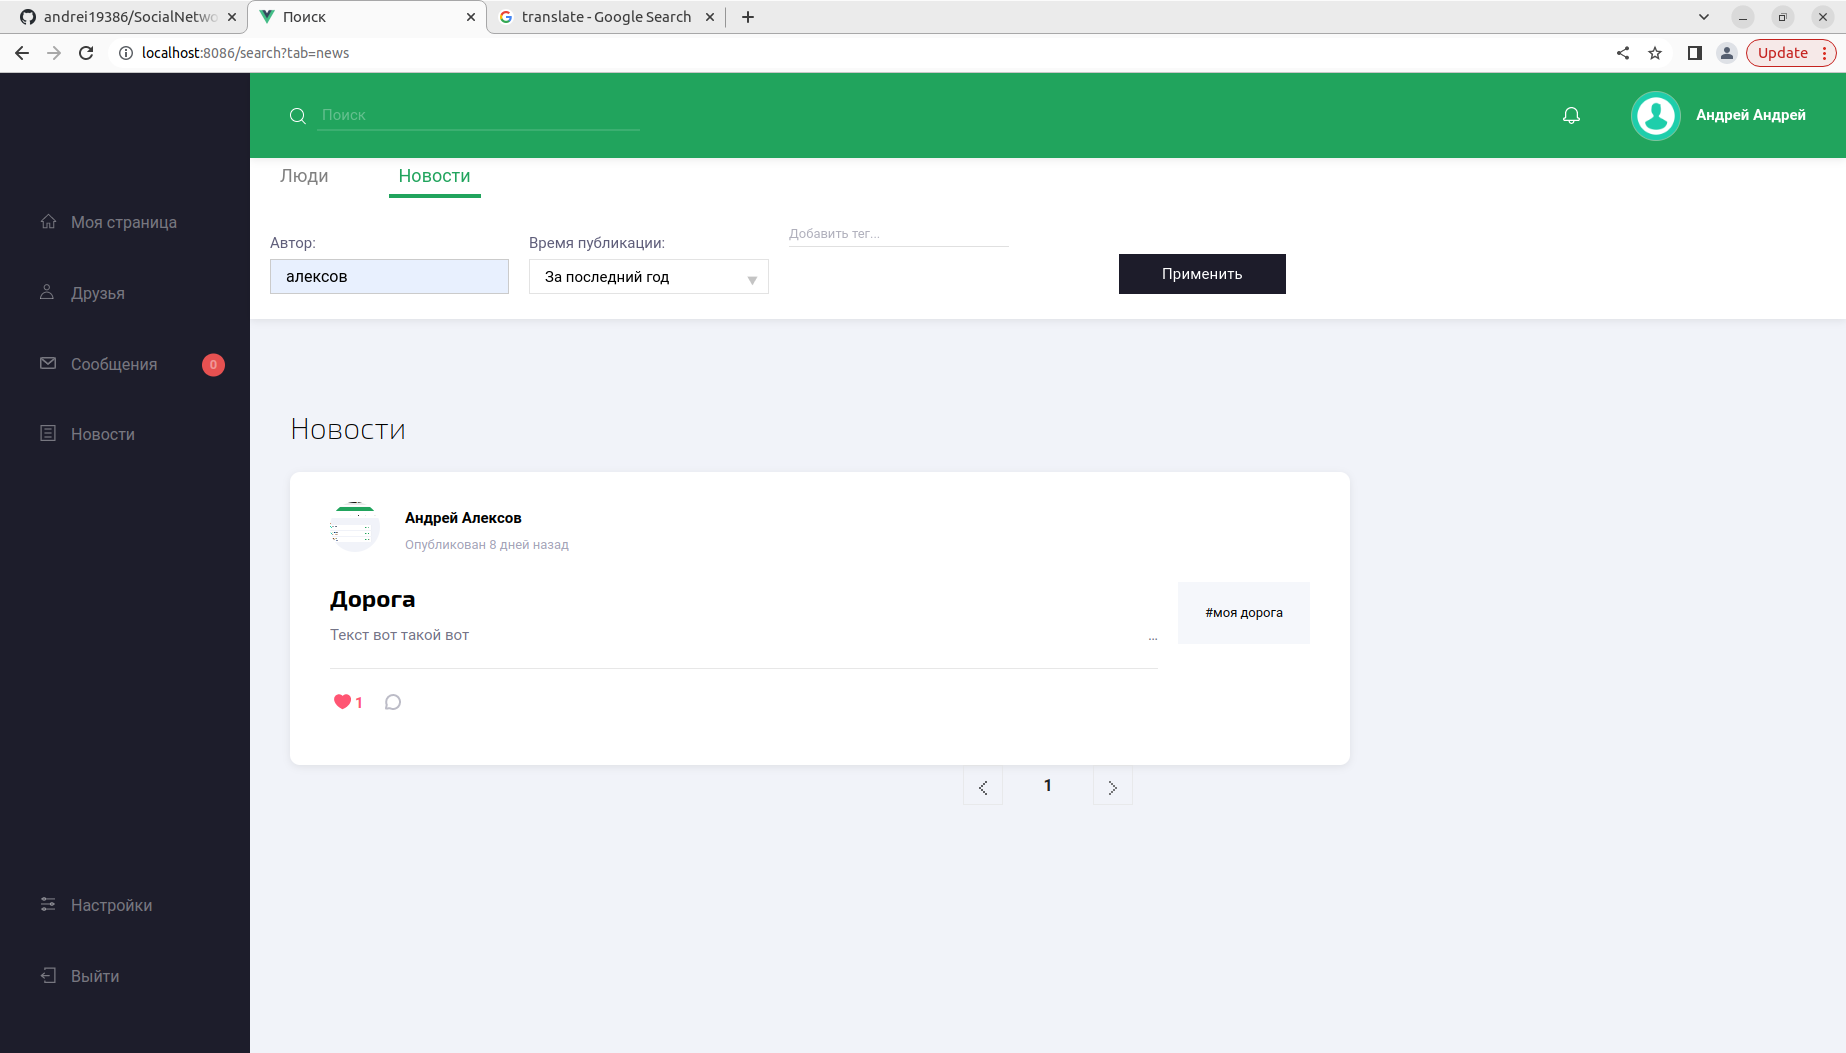 andrei19386/SocialNetwo
Поиск
translate - Google Search
localhost:8086/search?tab=news
Update
Поиск
Андрей Андрей
Люди
Новости
Моя страница
Друзья
Сообщения
0
Новости
Настройки
Выйти
Автор:
алексов
Время публикации:
За последний год
Добавить тег...
Применить
Новости
Андрей Алексов
Опубликован 8 дней назад
Дорога
Текст вот такой вот
...
#моя дорога
1
1